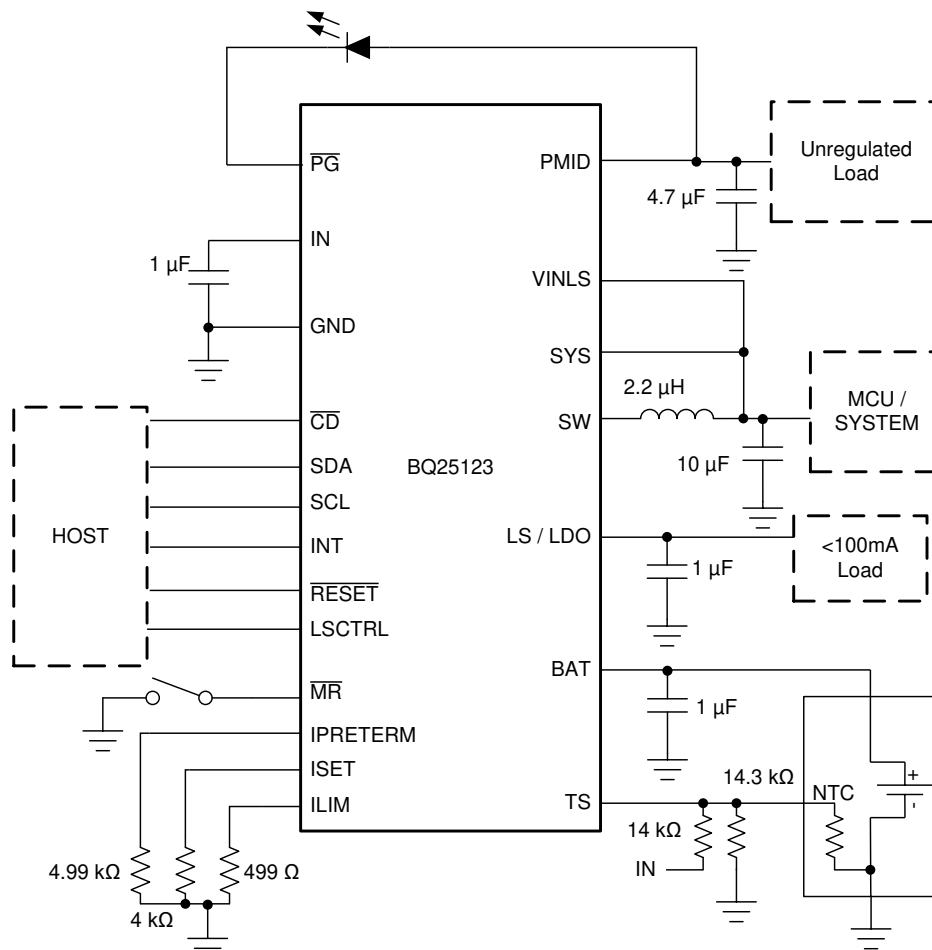 PG
PMID
Unregulated
Load
4.7 µF
IN
1 µF
VINLS
GND
SYS
2.2 µH
MCU /
SYSTEM
CD
SW
SDA
BQ25123
10 µF
SCL
HOST
INT
LS / LDO
<100mA
Load
1 µF
RESET
LSCTRL
BAT
MR
1 µF
IPRETERM
ISET
14.3 kΩ
+
-
ILIM
TS
NTC
14 kΩ
4.99 kΩ
499 Ω
IN
4 kΩ